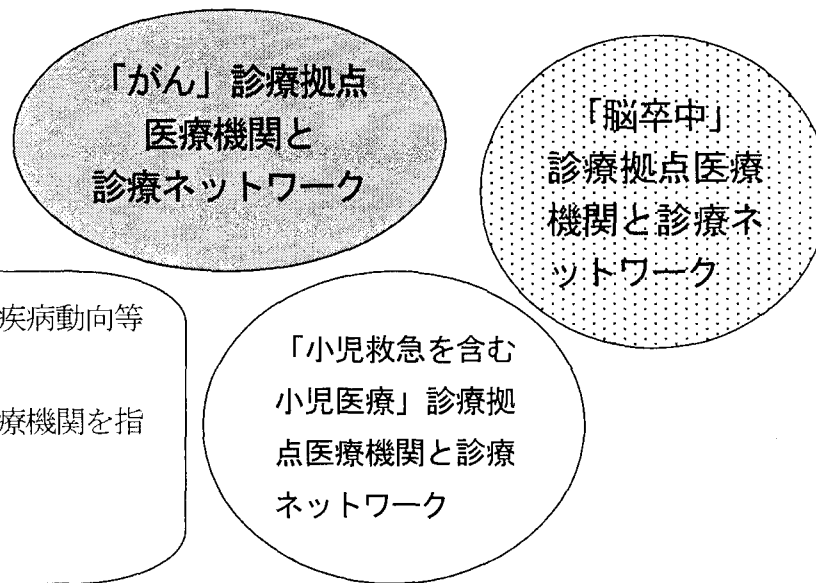 「がん」診療拠点
医療機関と
診療ネットワーク
「脳卒中」
診療拠点医療
機関と診療ネ
ットワーク
疾病動向等
療機関を指
「小児救急を含む
小児医療」診療拠
点医療機関と診療
ネットワーク